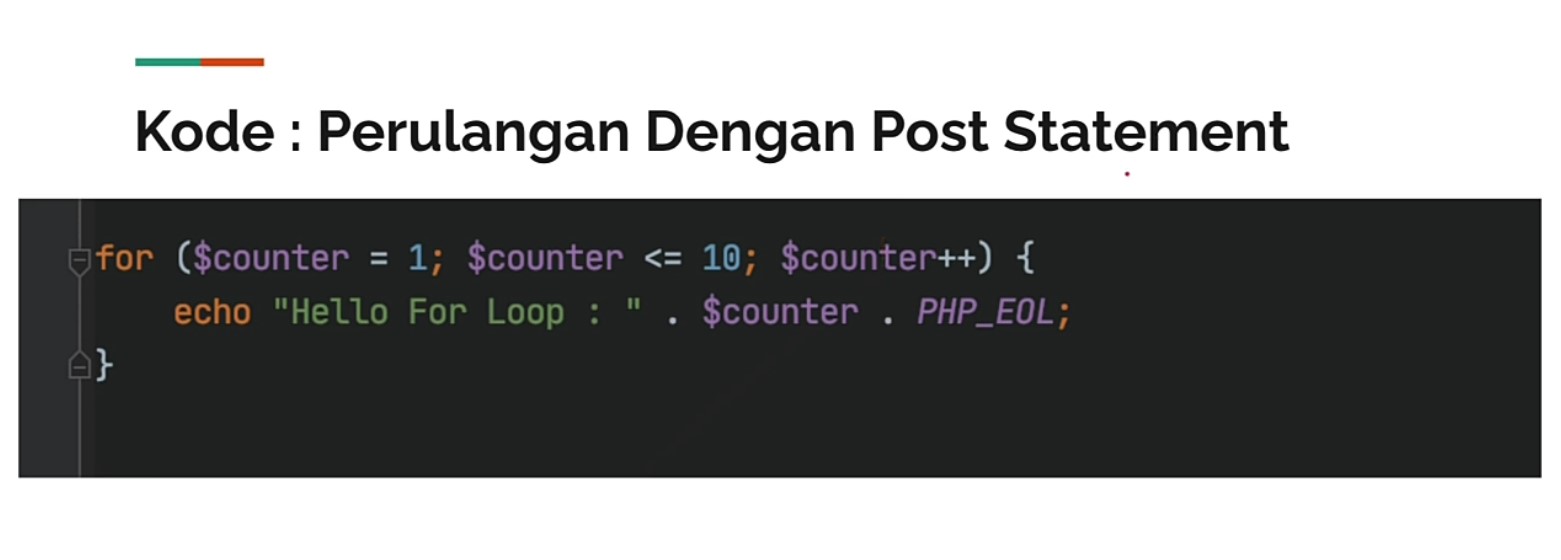 Kode : Perulangan Dengan Post Statement
for ($counter = 1; $counter <= 10; $counter++) {
    echo "Hello For Loop : " . $counter . PHP_EOL;
}